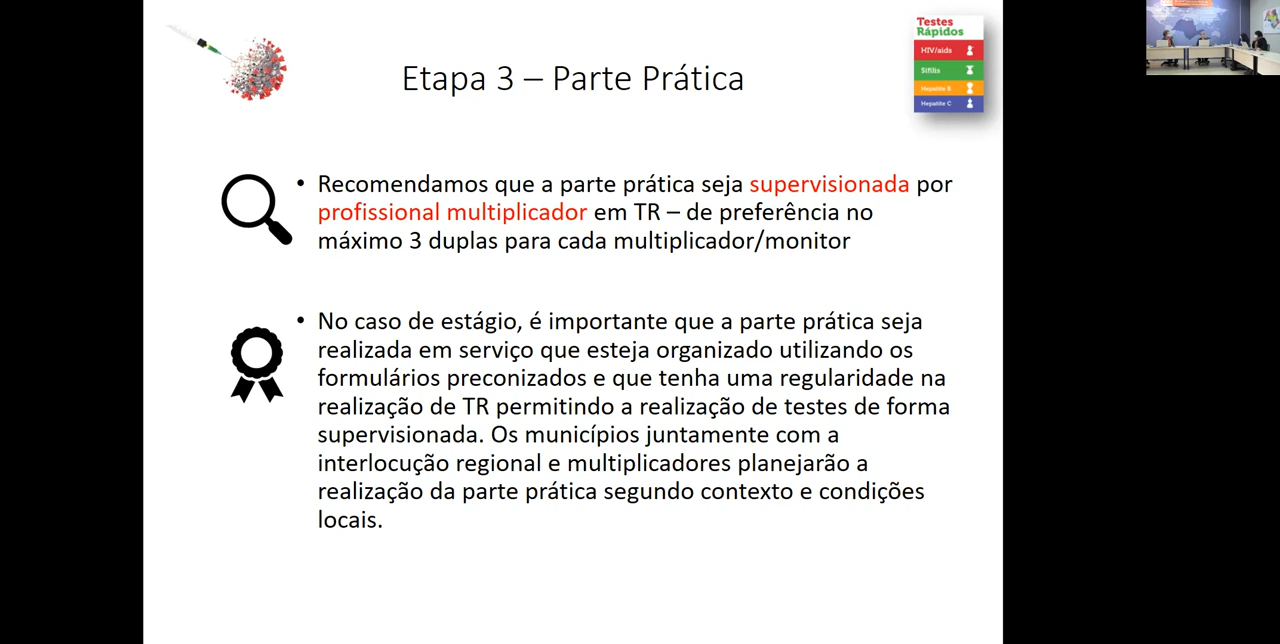 Testes
Rápidos
HIV/aids
Sífilis
Hepatite B
Hepatite C
Etapa 3 – Parte Prática
• Recomendamos que a parte prática seja supervisionada por
profissional multiplicador em TR – de preferência no
máximo 3 duplas para cada multiplicador/monitor
• No caso de estágio, é importante que a parte prática seja
realizada em serviço que esteja organizado utilizando os
formulários preconizados e que tenha uma regularidade na
realização de TR permitindo a realização de testes de forma
supervisionada. Os municípios juntamente com a
interlocução regional e multiplicadores planejarão a
realização da parte prática segundo contexto e condições
locais.